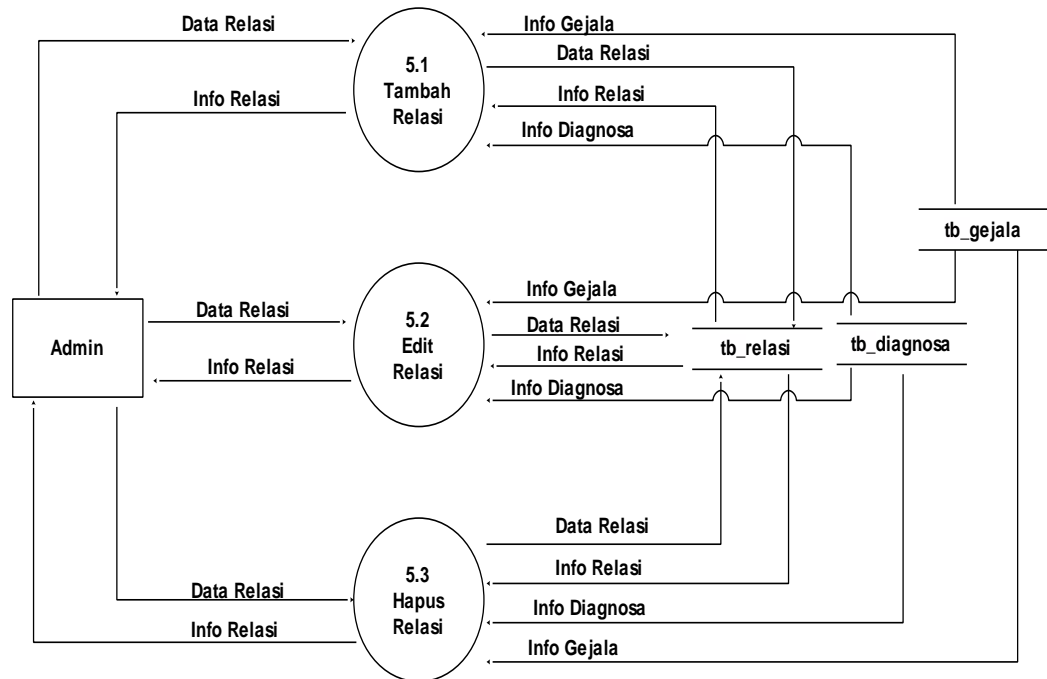 Data Relasi
Info Gejala
Data Relasi
5.1
Tambah
Relasi
Info Relasi
Info Relasi
Info Diagnosa
tb_gejala
Info Gejala
Data Relasi
5.2
Edit
Relasi
Data Relasi
Admin
tb_relasi
tb_diagnosa
Info Relasi
Info Relasi
Info Diagnosa
Data Relasi
5.3
Hapus
Relasi
Info Relasi
Data Relasi
Info Diagnosa
Info Relasi
Info Gejala